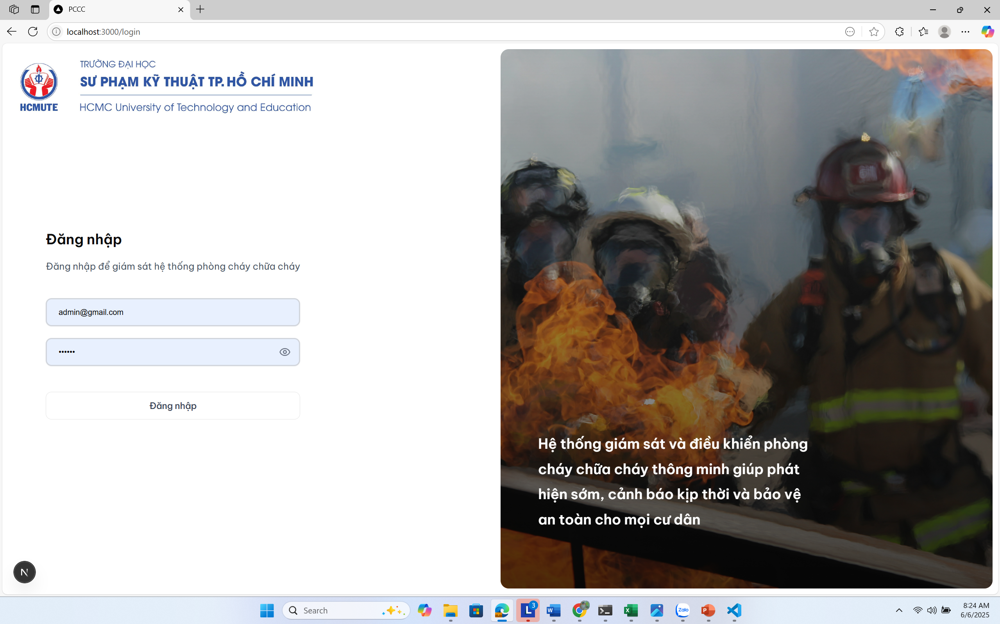 PCCC
localhost:3000/login
TRƯỜNG ĐẠI HỌC
SƯ PHẠM KỸ THUẬT TP. HỒ CHÍ MINH
HCMUTE
HCMC University of Technology and Education
Đăng nhập
Đăng nhập để giám sát hệ thống phòng cháy chữa cháy
admin@gmail.com
••••••
Đăng nhập
Hệ thống giám sát và điều khiển phòng
cháy chữa cháy thông minh giúp phát
hiện sớm, cảnh báo kịp thời và bảo vệ
an toàn cho mọi cư dân
N
Search
L
3
W
X
Zalo
P
8:24 AM
6/6/2025